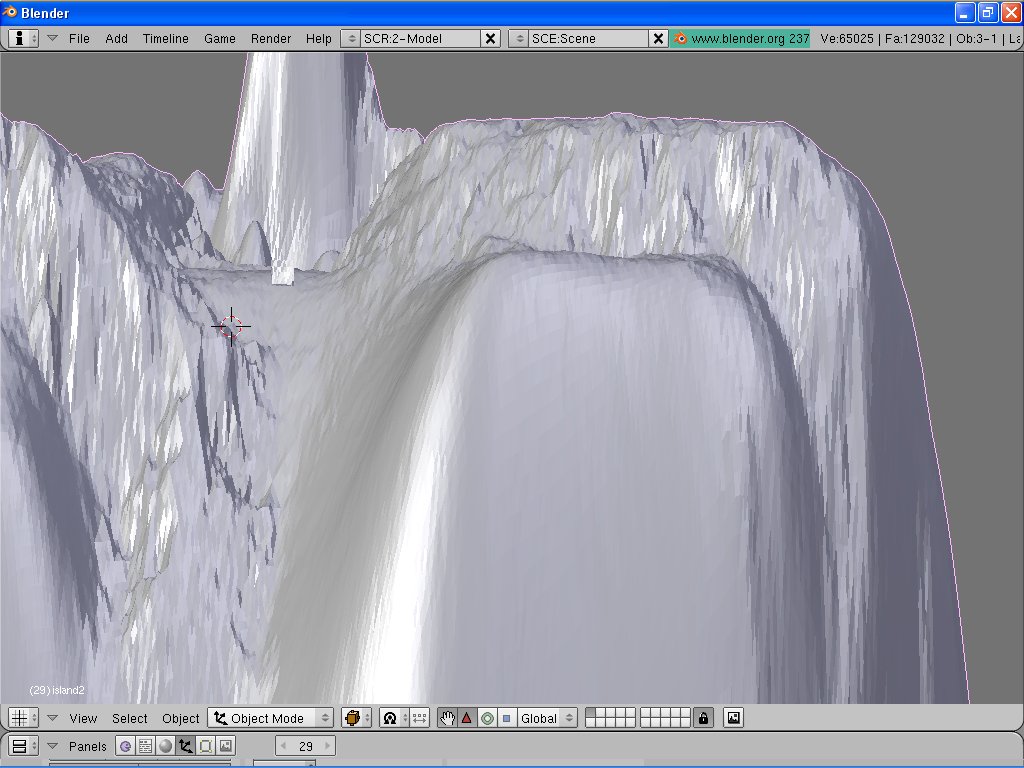 Blender
File Add Timeline Game Render Help SCR:2-Model SCE:Scene www.blender.org 237 Ve:65025 | Fa:129032 | Ob:3-1 | La
(29) island2
View Select Object Object Mode Global
Panels 29